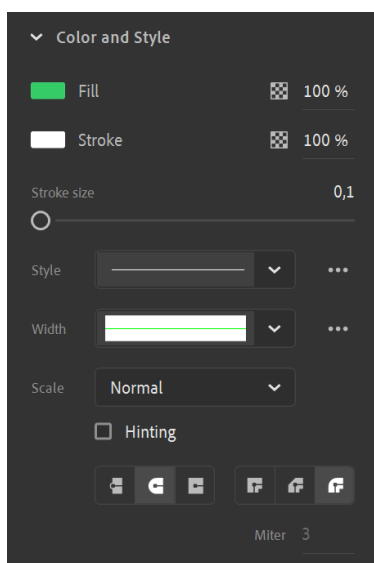 Color and Style
Fill 100 %
Stroke 100 %
Stroke size 0,1
Style
Width
Scale Normal
Hinting
Miter 3